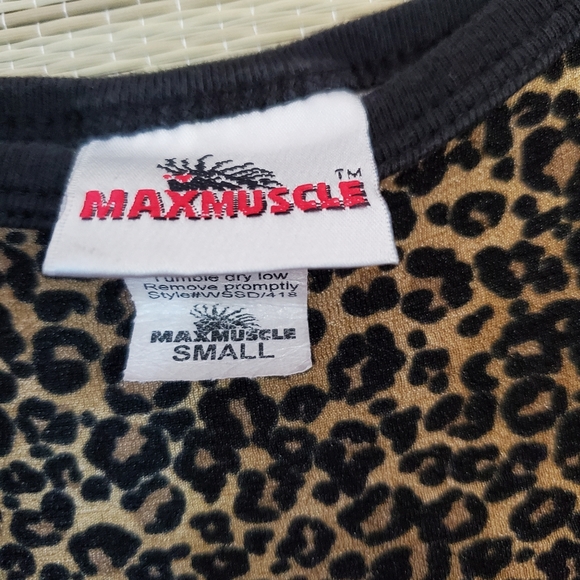 MAXMUSCLE™
Tumble dry low
Remove promptly
Style#WSSD/418
MAXMUSCLE
SMALL